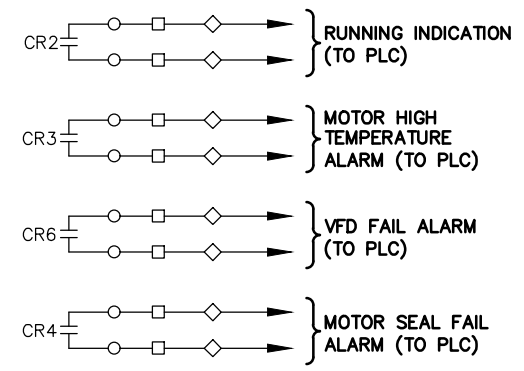 CR2
RUNNING INDICATION
(TO PLC)
CR3
MOTOR HIGH
TEMPERATURE
ALARM (TO PLC)
CR6
VFD FAIL ALARM
(TO PLC)
CR4
MOTOR SEAL FAIL
ALARM (TO PLC)